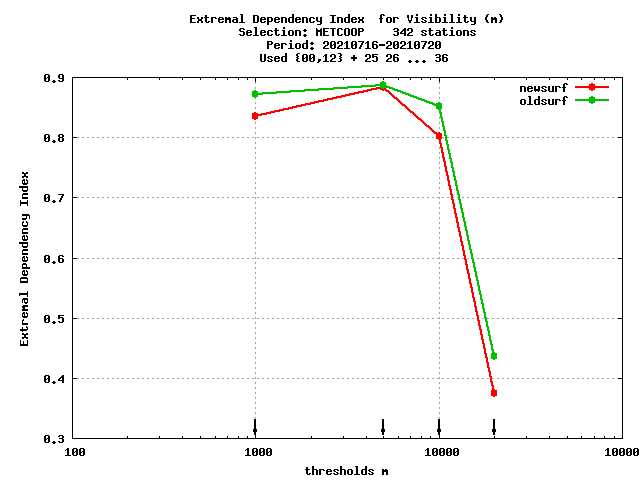 Extremal Dependency Index  for Visibility (m)
Selection: METCOOP    342 stations
Period: 20210716-20210720
Used {00,12} + 25 26 ... 36
newsurf
oldsurf
0.9
0.8
0.7
0.6
0.5
0.4
0.3
Extremal Dependency Index
100
1000
10000
10000
thresholds m